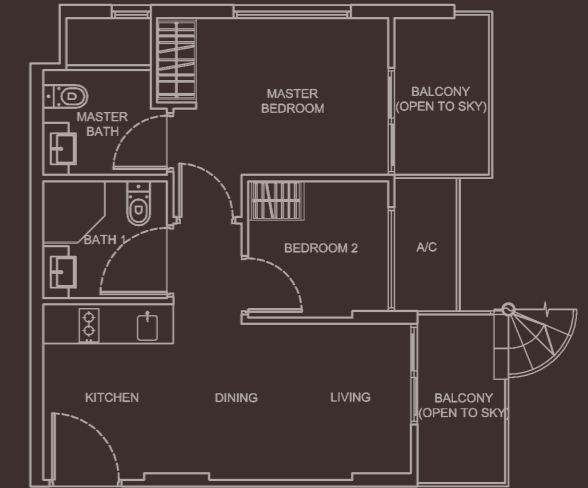 MASTER
BEDROOM
BALCONY
(OPEN TO SKY)
MASTER
BATH
BATH 1
BEDROOM 2
A/C
KITCHEN
DINING
LIVING
BALCONY
(OPEN TO SKY)